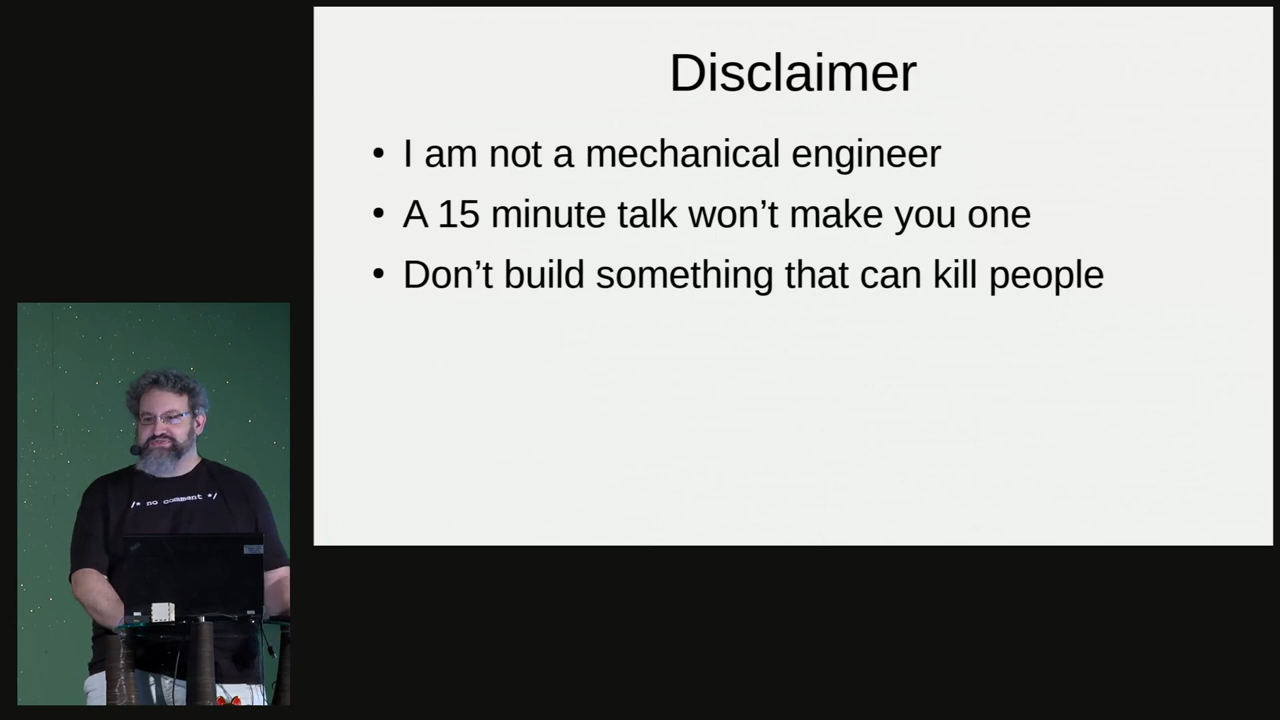 Disclaimer
• I am not a mechanical engineer
• A 15 minute talk won’t make you one
• Don’t build something that can kill people
/* no comment */